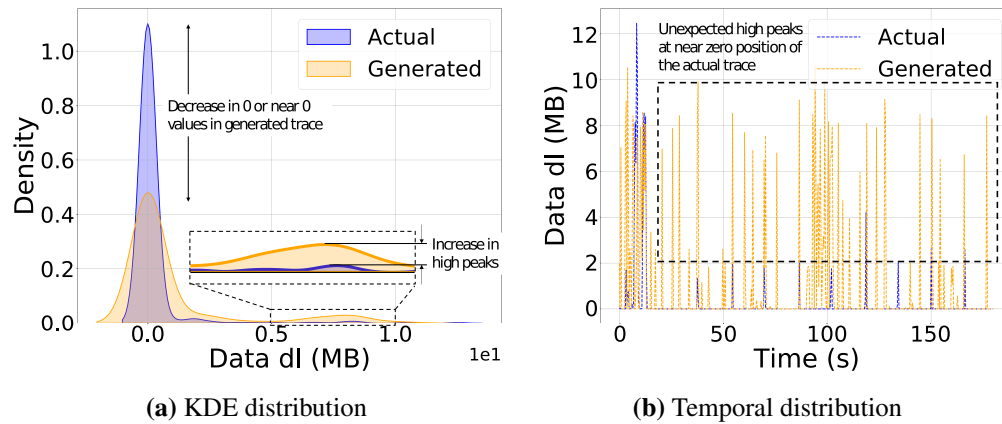 Actual
Generated
Decrease in 0 or near 0
values in generated trace
Increase in
high peaks
Density
1.0
0.8
0.6
0.4
0.2
0.0
0.0
0.5
1.0
1e1
Data dl (MB)
(a) KDE distribution
Unexpected high peaks
at near zero position of
the actual trace
Actual
Generated
Data dl (MB)
12
10
8
6
4
2
0
0
50
100
150
Time (s)
(b) Temporal distribution